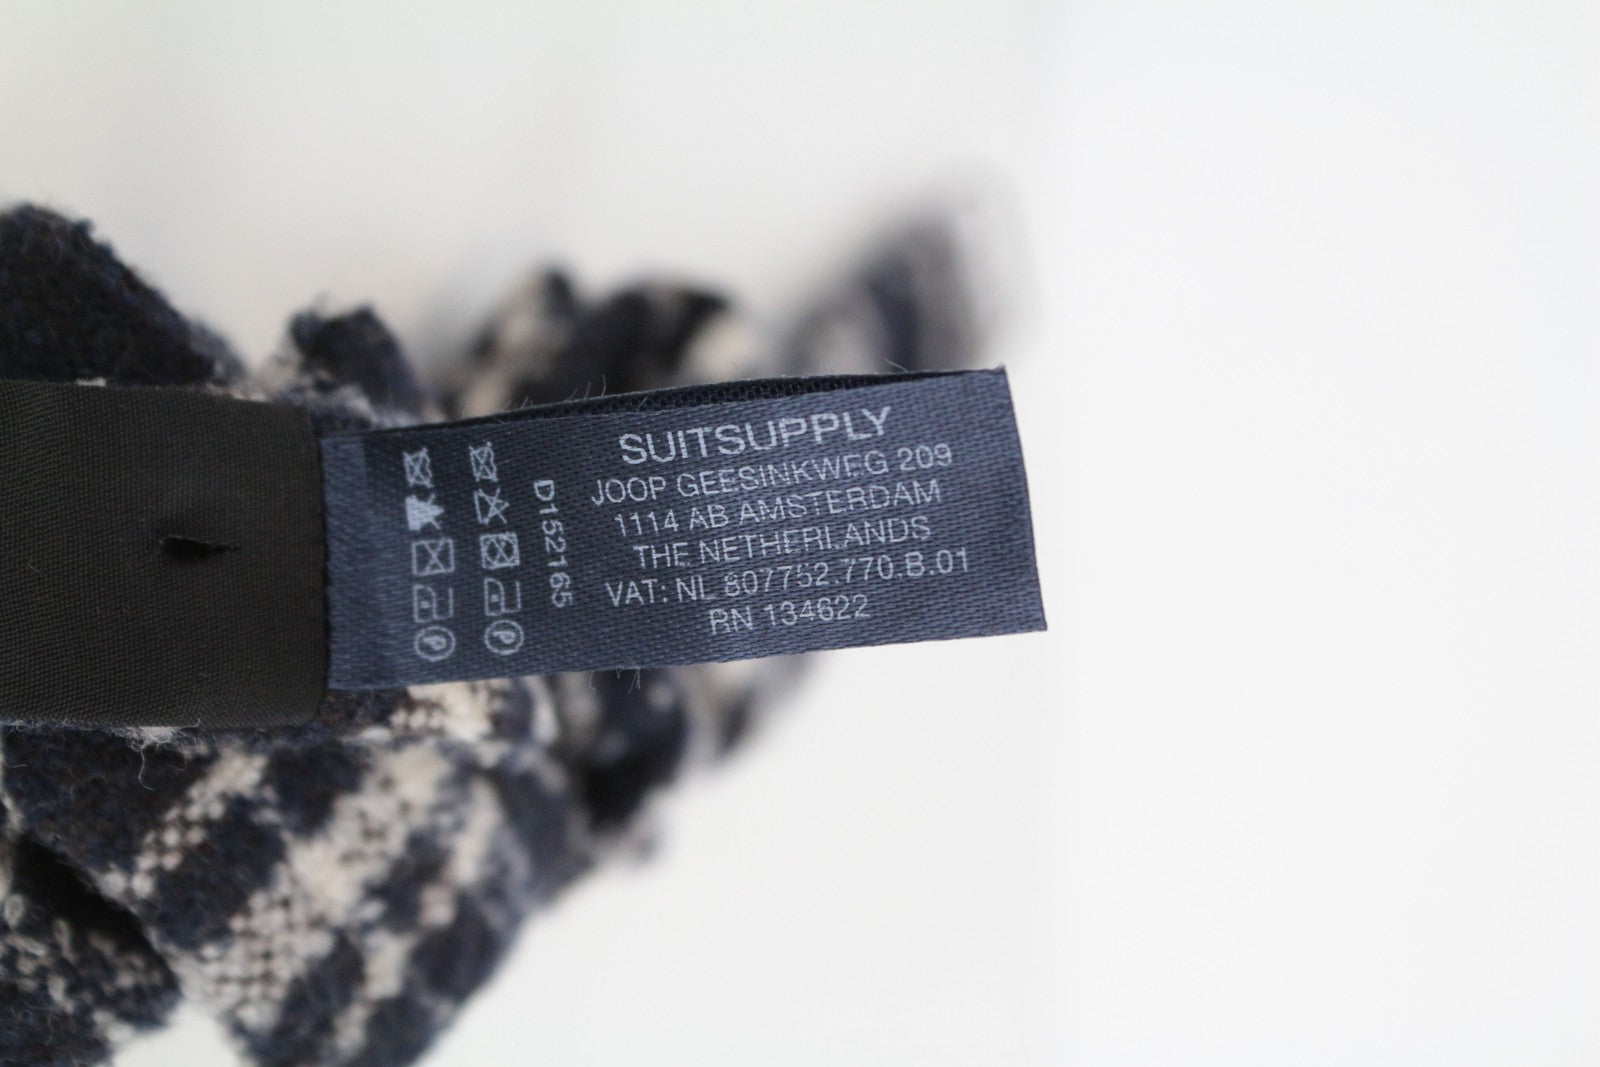 SUITSUPPLY
JOOP GEESINKWEG 209
1114 AB AMSTERDAM
THE NETHERLANDS
VAT: NL 807752.770.B.01
RN 134622
D152165
P
P